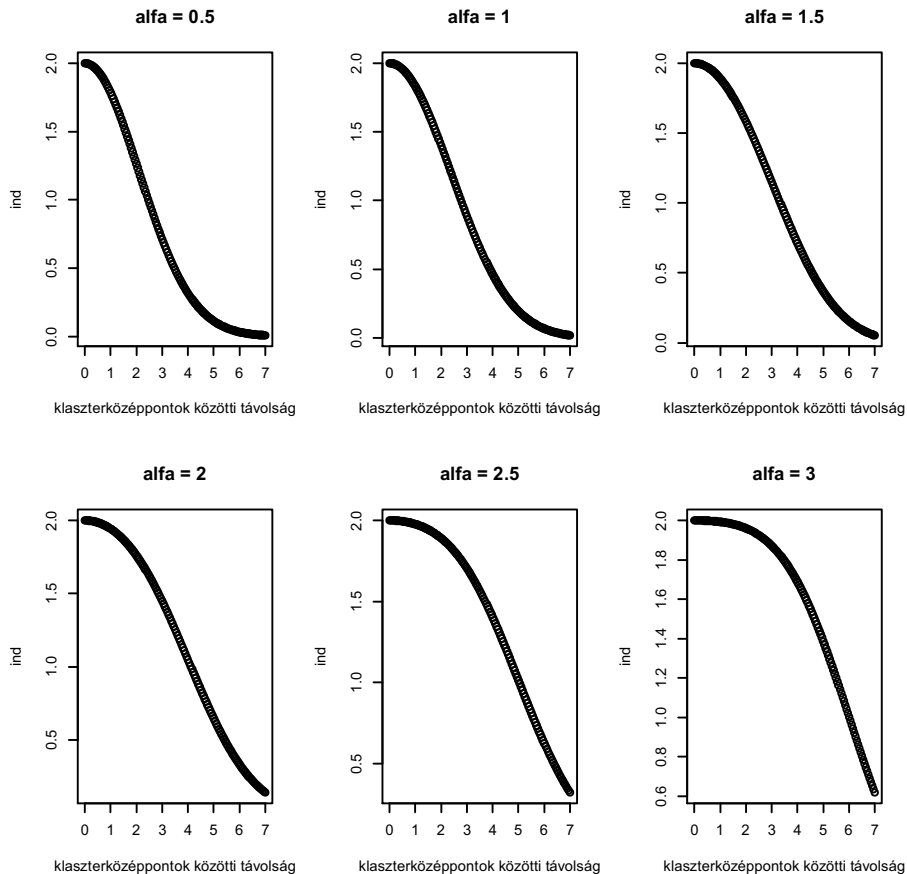 alfa = 0.5
alfa = 1
alfa = 1.5
ind
0.0 0.5 1.0 1.5 2.0
0 1 2 3 4 5 6 7
klaszterközéppontok közötti távolság
ind
0.0 0.5 1.0 1.5 2.0
0 1 2 3 4 5 6 7
klaszterközéppontok közötti távolság
ind
0.0 0.5 1.0 1.5 2.0
0 1 2 3 4 5 6 7
klaszterközéppontok közötti távolság
alfa = 2
alfa = 2.5
alfa = 3
ind
0.5 1.0 1.5 2.0
0 1 2 3 4 5 6 7
klaszterközéppontok közötti távolság
ind
0.5 1.0 1.5 2.0
0 1 2 3 4 5 6 7
klaszterközéppontok közötti távolság
ind
0.6 0.8 1.0 1.2 1.4 1.6 1.8 2.0
0 1 2 3 4 5 6 7
klaszterközéppontok közötti távolság